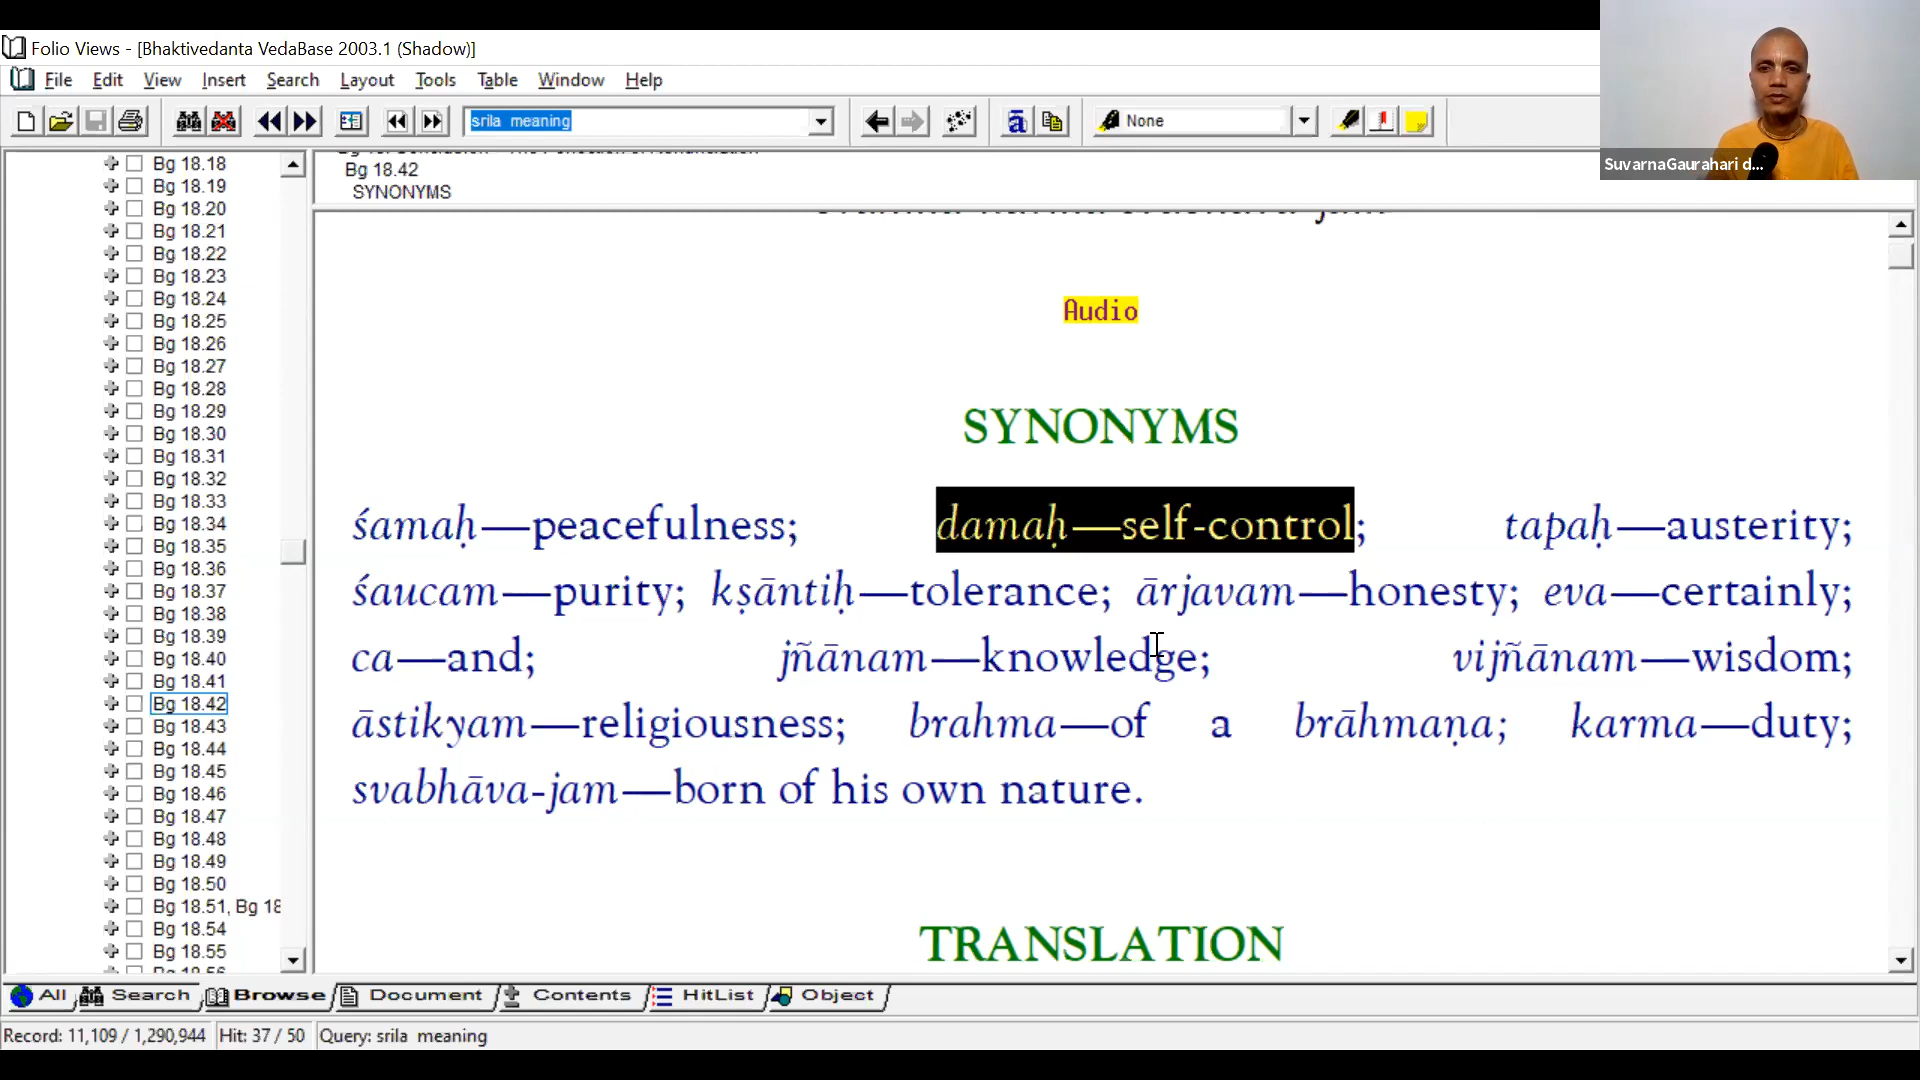 Folio Views - [Bhaktivedanta VedaBase 2003.1 (Shadow)]
File Edit View Insert Search Layout Tools Table Window Help
srila meaning
None
SuvarnaGaurahari d...
Bg 18.18
Bg 18.19
Bg 18.20
Bg 18.21
Bg 18.22
Bg 18.23
Bg 18.24
Bg 18.25
Bg 18.26
Bg 18.27
Bg 18.28
Bg 18.29
Bg 18.30
Bg 18.31
Bg 18.32
Bg 18.33
Bg 18.34
Bg 18.35
Bg 18.36
Bg 18.37
Bg 18.38
Bg 18.39
Bg 18.40
Bg 18.41
Bg 18.42
Bg 18.43
Bg 18.44
Bg 18.45
Bg 18.46
Bg 18.47
Bg 18.48
Bg 18.49
Bg 18.50
Bg 18.51, Bg 18
Bg 18.54
Bg 18.55
Bg 18.42
SYNONYMS
Audio
SYNONYMS
śamaḥ—peacefulness; damaḥ—self-control; tapaḥ—austerity;
śaucam—purity; kṣāntiḥ—tolerance; ārjavam—honesty; eva—certainly;
ca—and; jñānam—knowledge; vijñānam—wisdom;
āstikyam—religiousness; brahma—of a brāhmaṇa; karma—duty;
svabhāva-jam—born of his own nature.
TRANSLATION
All Search Browse Document Contents HitList Object
Record: 11,109 / 1,290,944 Hit: 37 / 50 Query: srila meaning